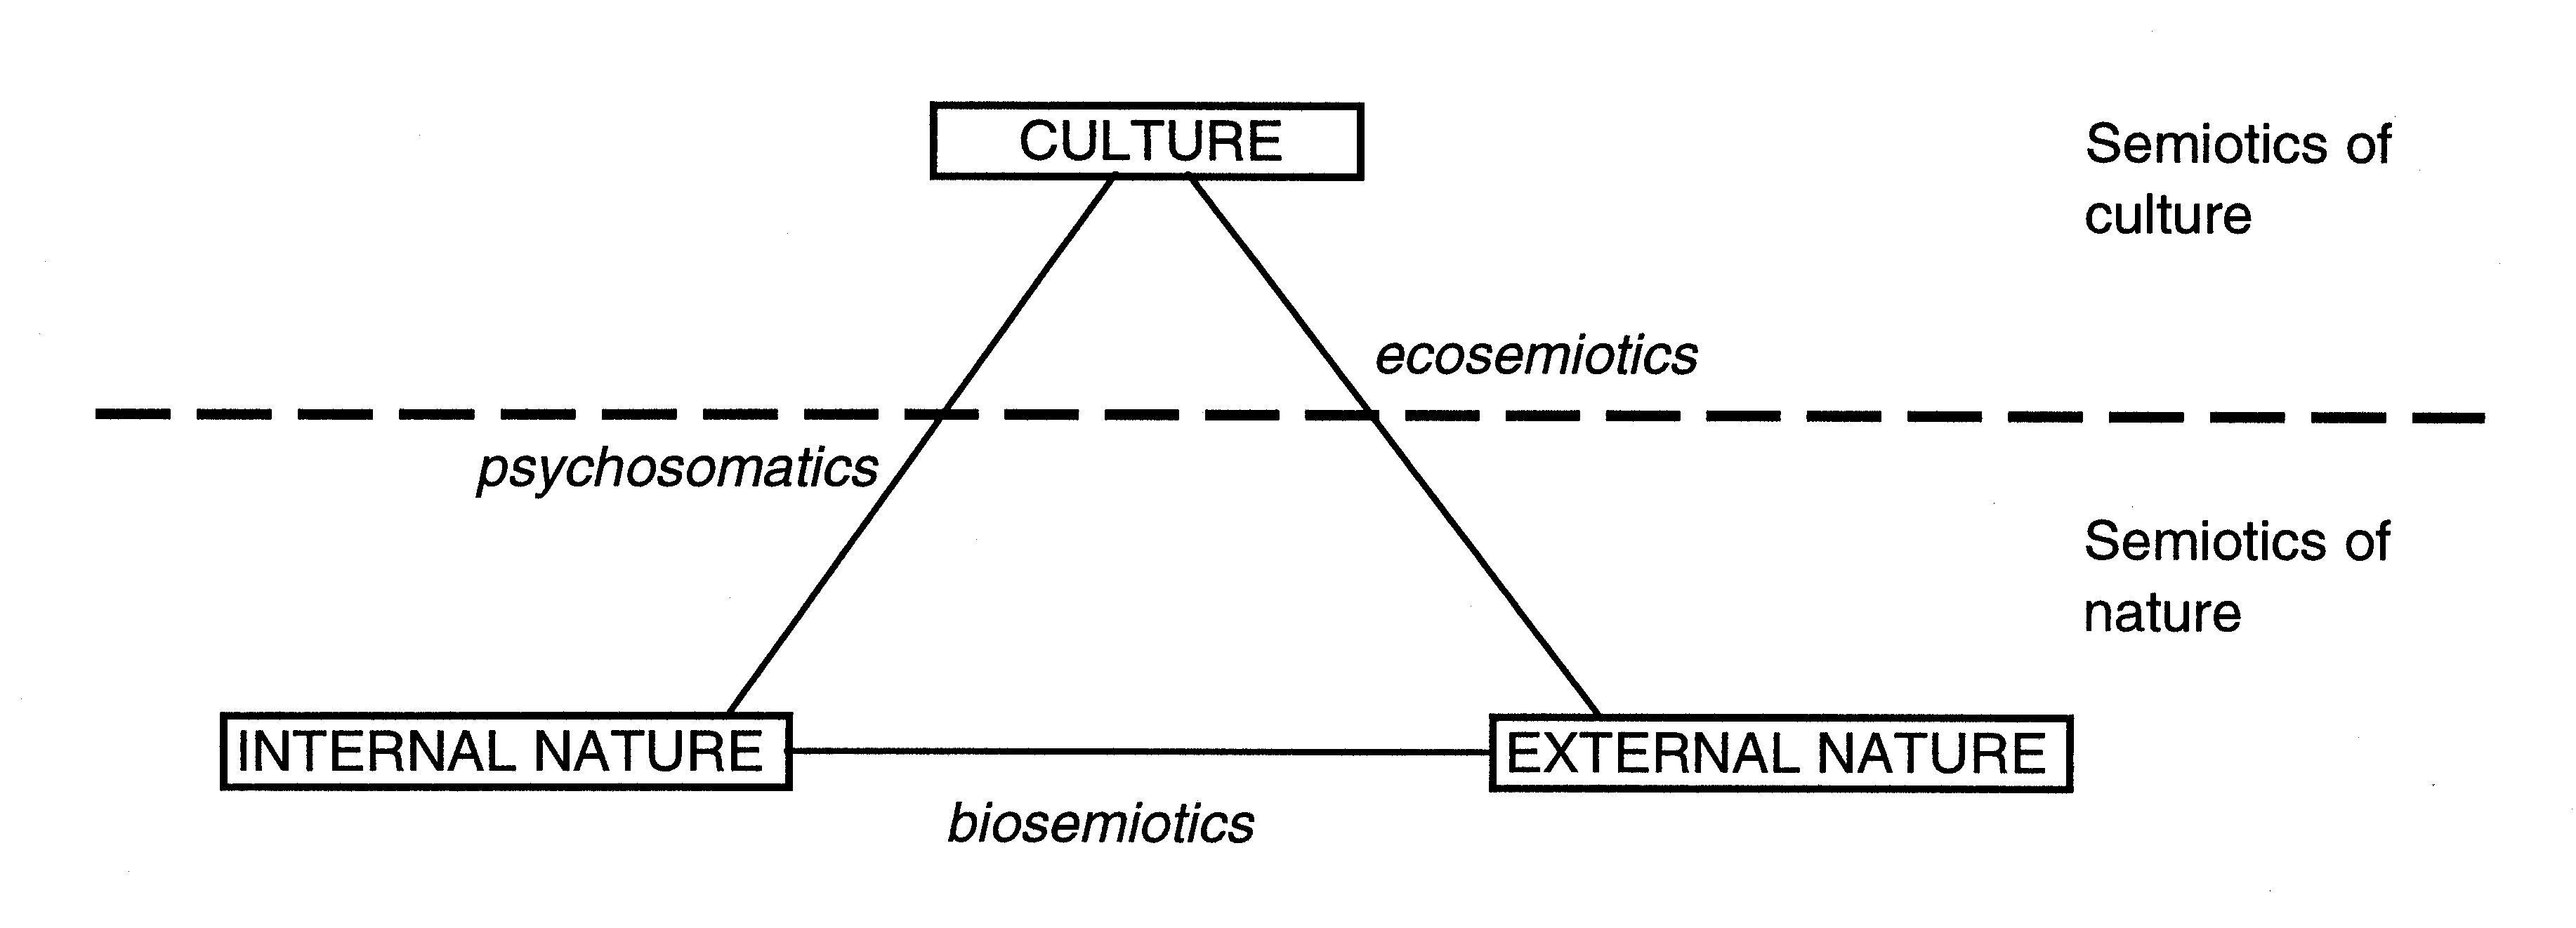 CULTURE
Semiotics of
culture
ecosemiotics
psychosomatics
Semiotics of
nature
INTERNAL NATURE
EXTERNAL NATURE
biosemiotics